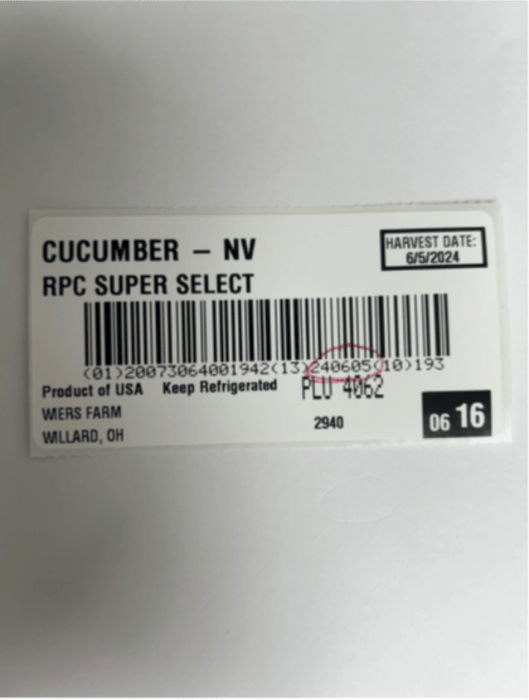 CUCUMBER – NV
HARVEST DATE:
6/5/2024
RPC SUPER SELECT
(01)20073064001942(13)240605(10)193
Product of USA Keep Refrigerated PLU 4062
WIERS FARM
2940
06 16
WILLARD, OH